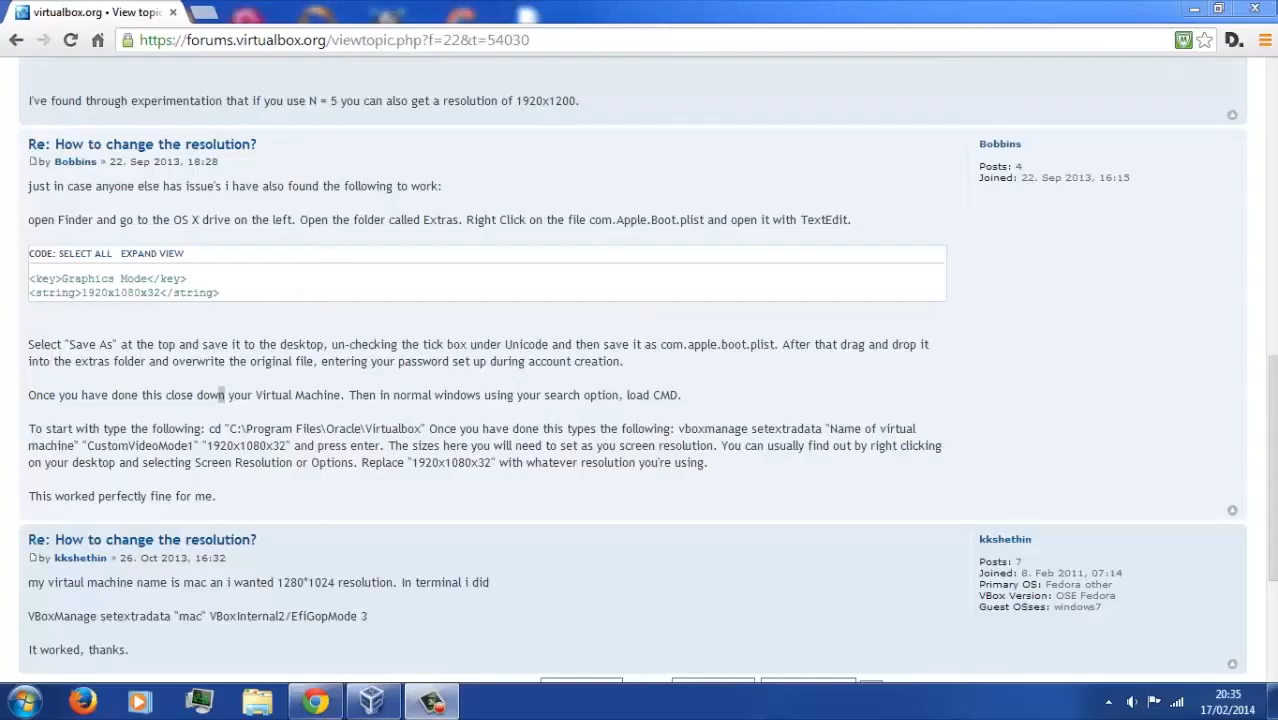 virtualbox.org • View topic
https://forums.virtualbox.org/viewtopic.php?f=22&t=54030
D.
I've found through experimentation that if you use N = 5 you can also get a resolution of 1920x1200.
Re: How to change the resolution?
by Bobbins » 22. Sep 2013, 18:28
Bobbins
Posts: 4
Joined: 22. Sep 2013, 16:15
just in case anyone else has issue's i have also found the following to work:
open Finder and go to the OS X drive on the left. Open the folder called Extras. Right Click on the file com.Apple.Boot.plist and open it with TextEdit.
CODE: SELECT ALL EXPAND VIEW
<key>Graphics Mode</key>
<string>1920x1080x32</string>
Select "Save As" at the top and save it to the desktop, un-checking the tick box under Unicode and then save it as com.apple.boot.plist. After that drag and drop it
into the extras folder and overwrite the original file, entering your password set up during account creation.
Once you have done this close down your Virtual Machine. Then in normal windows using your search option, load CMD.
To start with type the following: cd "C:\Program Files\Oracle\Virtualbox" Once you have done this types the following: vboxmanage setextradata "Name of virtual
machine" "CustomVideoMode1" "1920x1080x32" and press enter. The sizes here you will need to set as you screen resolution. You can usually find out by right clicking
on your desktop and selecting Screen Resolution or Options. Replace "1920x1080x32" with whatever resolution you're using.
This worked perfectly fine for me.
Re: How to change the resolution?
by kkshethin » 26. Oct 2013, 16:32
kkshethin
Posts: 7
Joined: 8. Feb 2011, 07:14
Primary OS: Fedora other
VBox Version: OSE Fedora
Guest OSses: windows7
my virtaul machine name is mac an i wanted 1280*1024 resolution. In terminal i did
VBoxManage setextradata "mac" VBoxInternal2/EfiGopMode 3
It worked, thanks.
20:35
17/02/2014